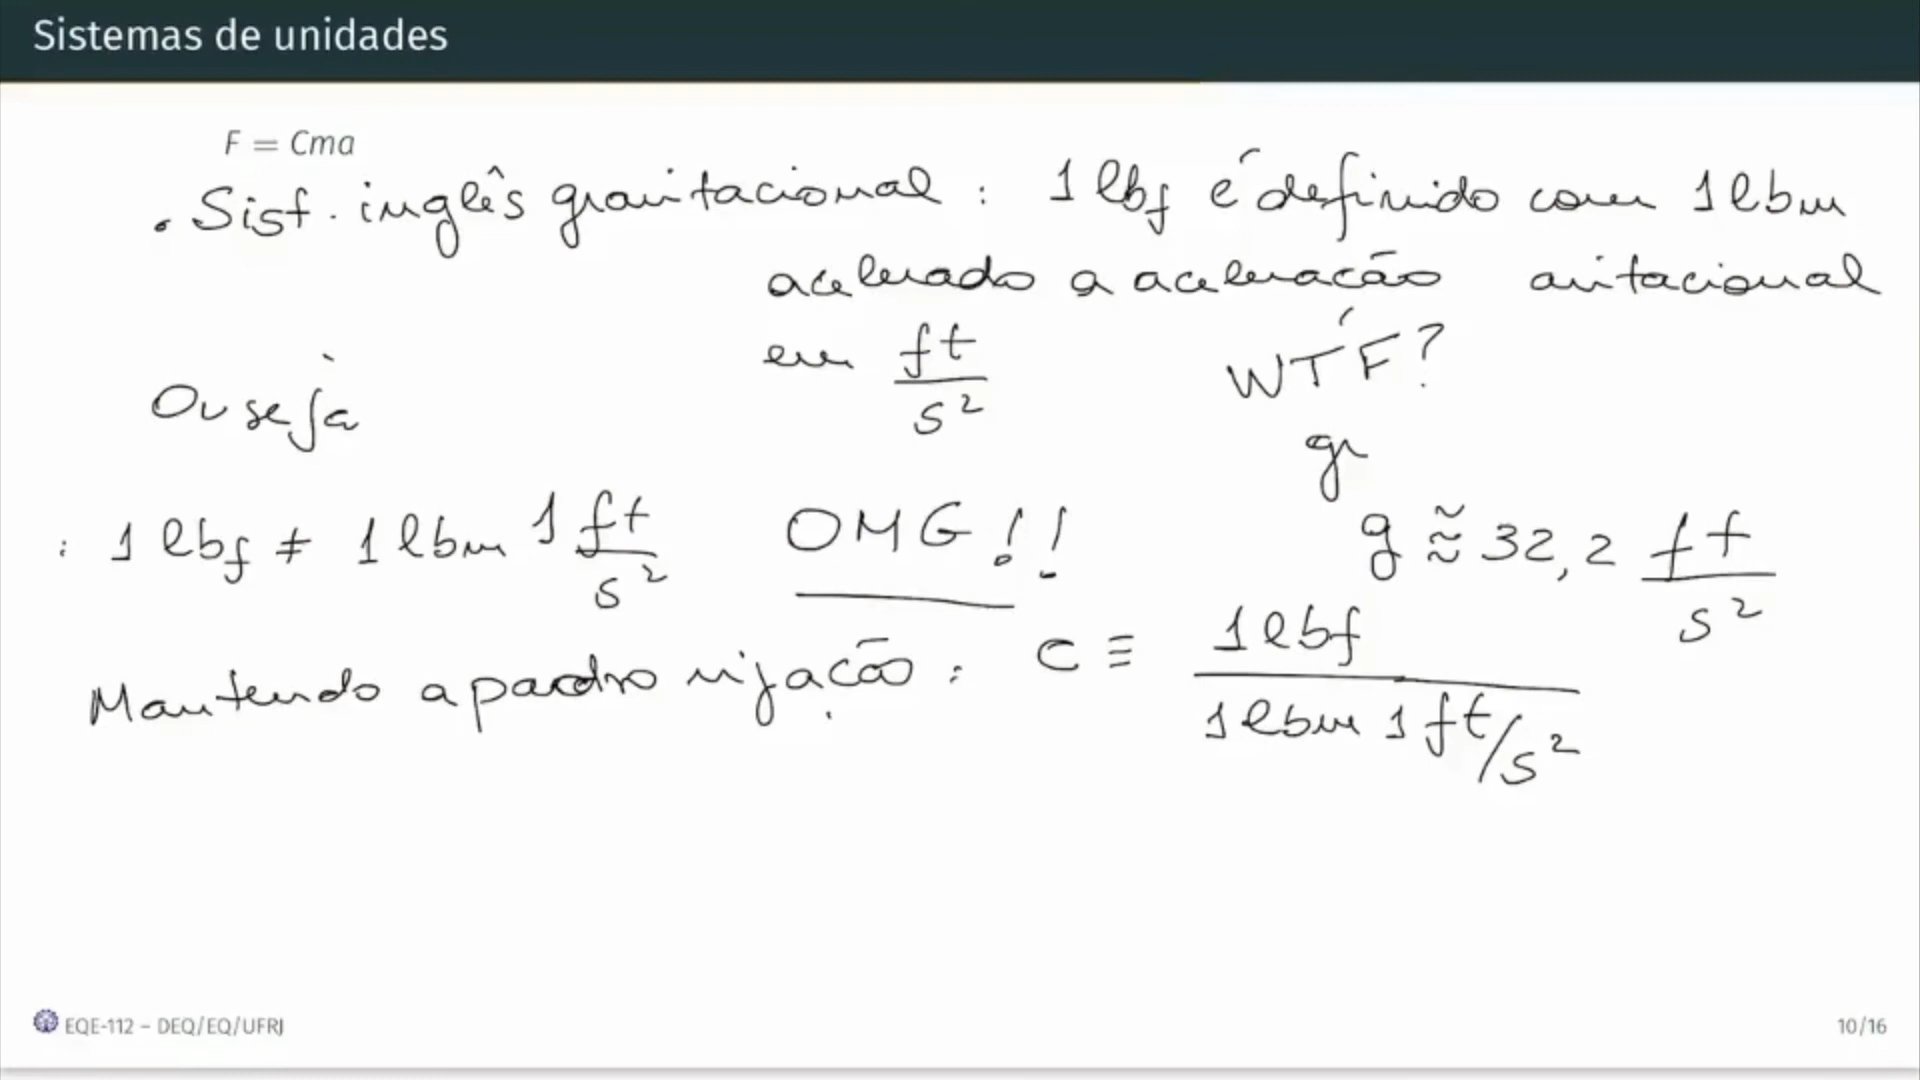 Sistemas de unidades
F = Cma
. Sist. inglês gravitacional : 1 lbf é definido com 1 lbm
acelerado a aceleração avitacional
em ft/s² WTF?
Ou seja
gr
: 1 lbf ≠ 1 lbm 1 ft/s² OMG!! g ≈ 32,2 ft/s²
Mantendo a padronização : C ≡ 1 lbf / 1 lbm 1 ft/s²
EQE-112 – DEQ/EQ/UFRJ
10/16